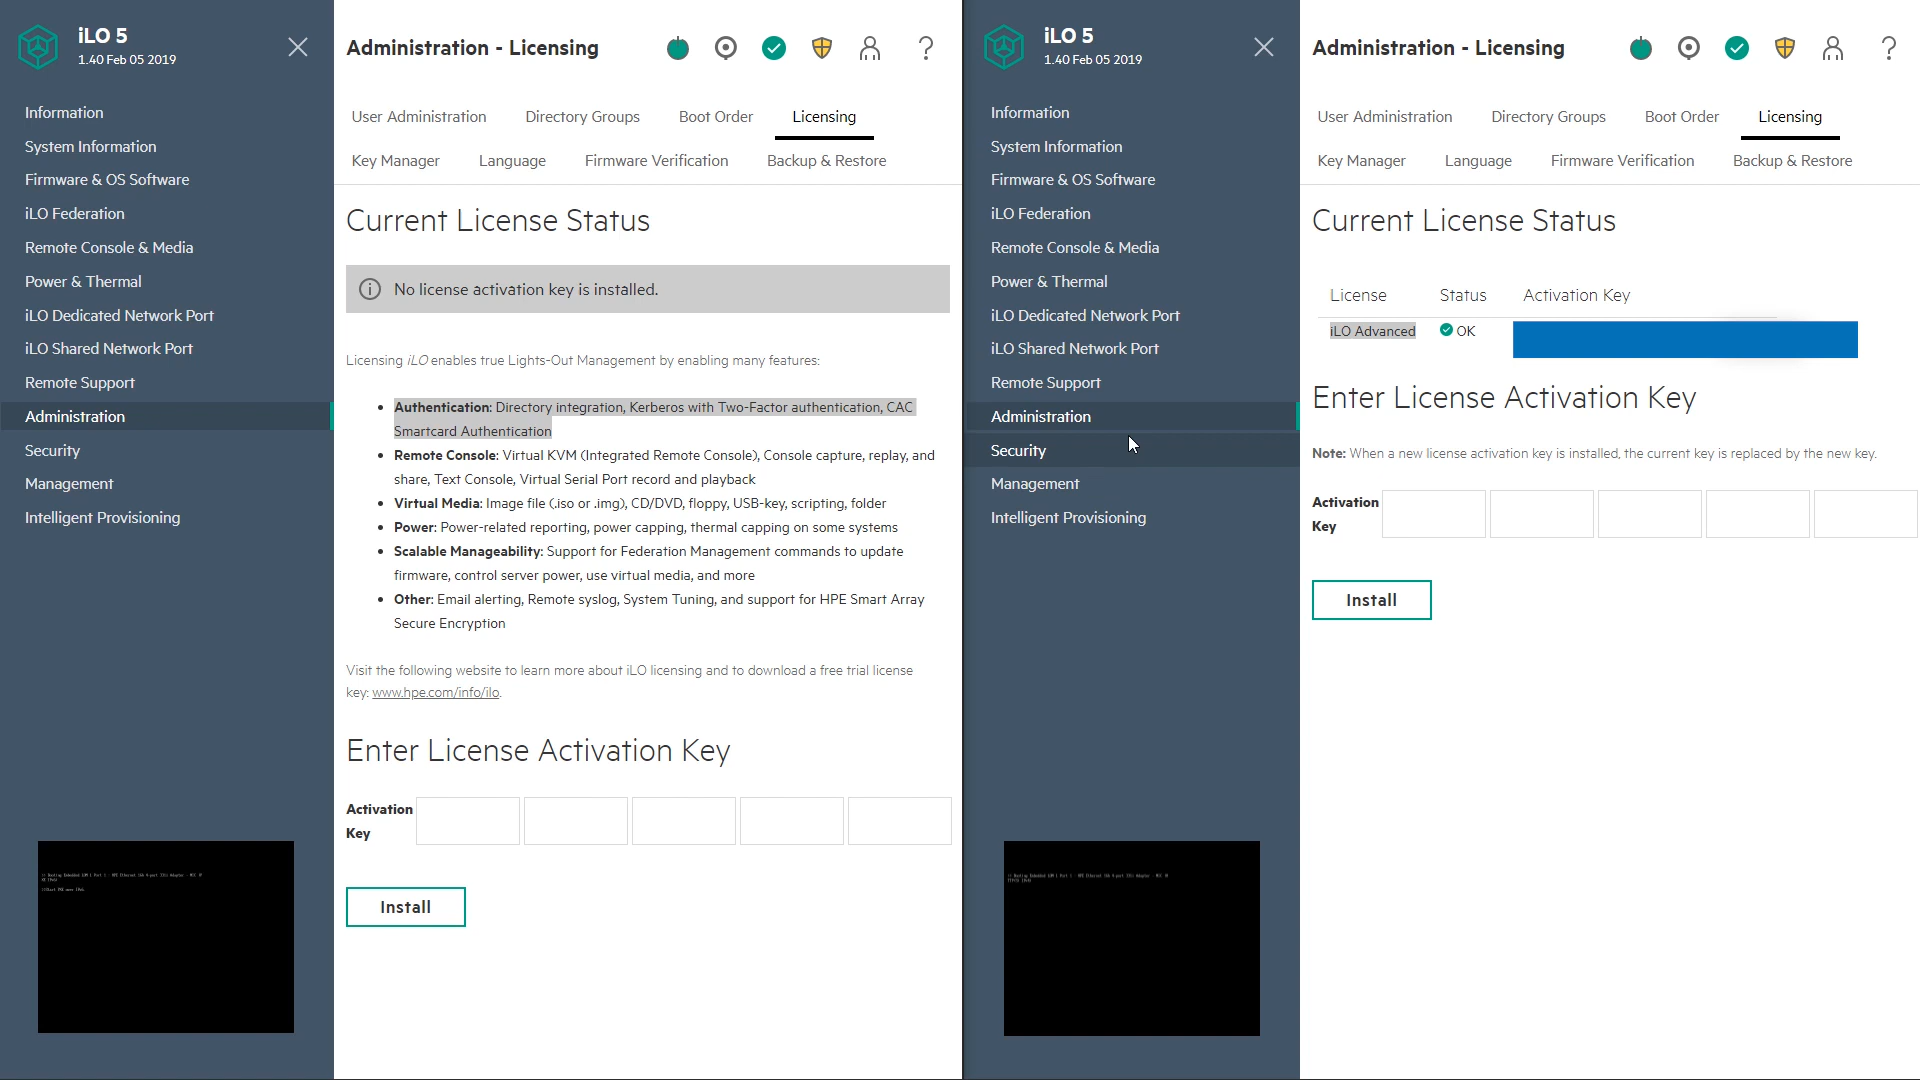 iLO 5
1.40 Feb 05 2019
Information
System Information
Firmware & OS Software
iLO Federation
Remote Console & Media
Power & Thermal
iLO Dedicated Network Port
iLO Shared Network Port
Remote Support
Administration
Security
Management
Intelligent Provisioning
Administration - Licensing
User Administration Directory Groups Boot Order Licensing
Key Manager Language Firmware Verification Backup & Restore
Current License Status
No license activation key is installed.
Licensing iLO enables true Lights-Out Management by enabling many features:
• Authentication: Directory integration, Kerberos with Two-Factor authentication, CAC
Smartcard Authentication
• Remote Console: Virtual KVM (Integrated Remote Console), Console capture, replay, and
share, Text Console, Virtual Serial Port record and playback
• Virtual Media: Image file (.iso or .img), CD/DVD, floppy, USB-key, scripting, folder
• Power: Power-related reporting, power capping, thermal capping on some systems
• Scalable Manageability: Support for Federation Management commands to update
firmware, control server power, use virtual media, and more
• Other: Email alerting, Remote syslog, System Tuning, and support for HPE Smart Array
Secure Encryption
Visit the following website to learn more about iLO licensing and to download a free trial license
key: www.hpe.com/info/ilo.
Enter License Activation Key
Activation
Key
Install
iLO 5
1.40 Feb 05 2019
Information
System Information
Firmware & OS Software
iLO Federation
Remote Console & Media
Power & Thermal
iLO Dedicated Network Port
iLO Shared Network Port
Remote Support
Administration
Security
Management
Intelligent Provisioning
Administration - Licensing
User Administration Directory Groups Boot Order Licensing
Key Manager Language Firmware Verification Backup & Restore
Current License Status
License Status Activation Key
iLO Advanced OK
Enter License Activation Key
Note: When a new license activation key is installed, the current key is replaced by the new key.
Activation
Key
Install